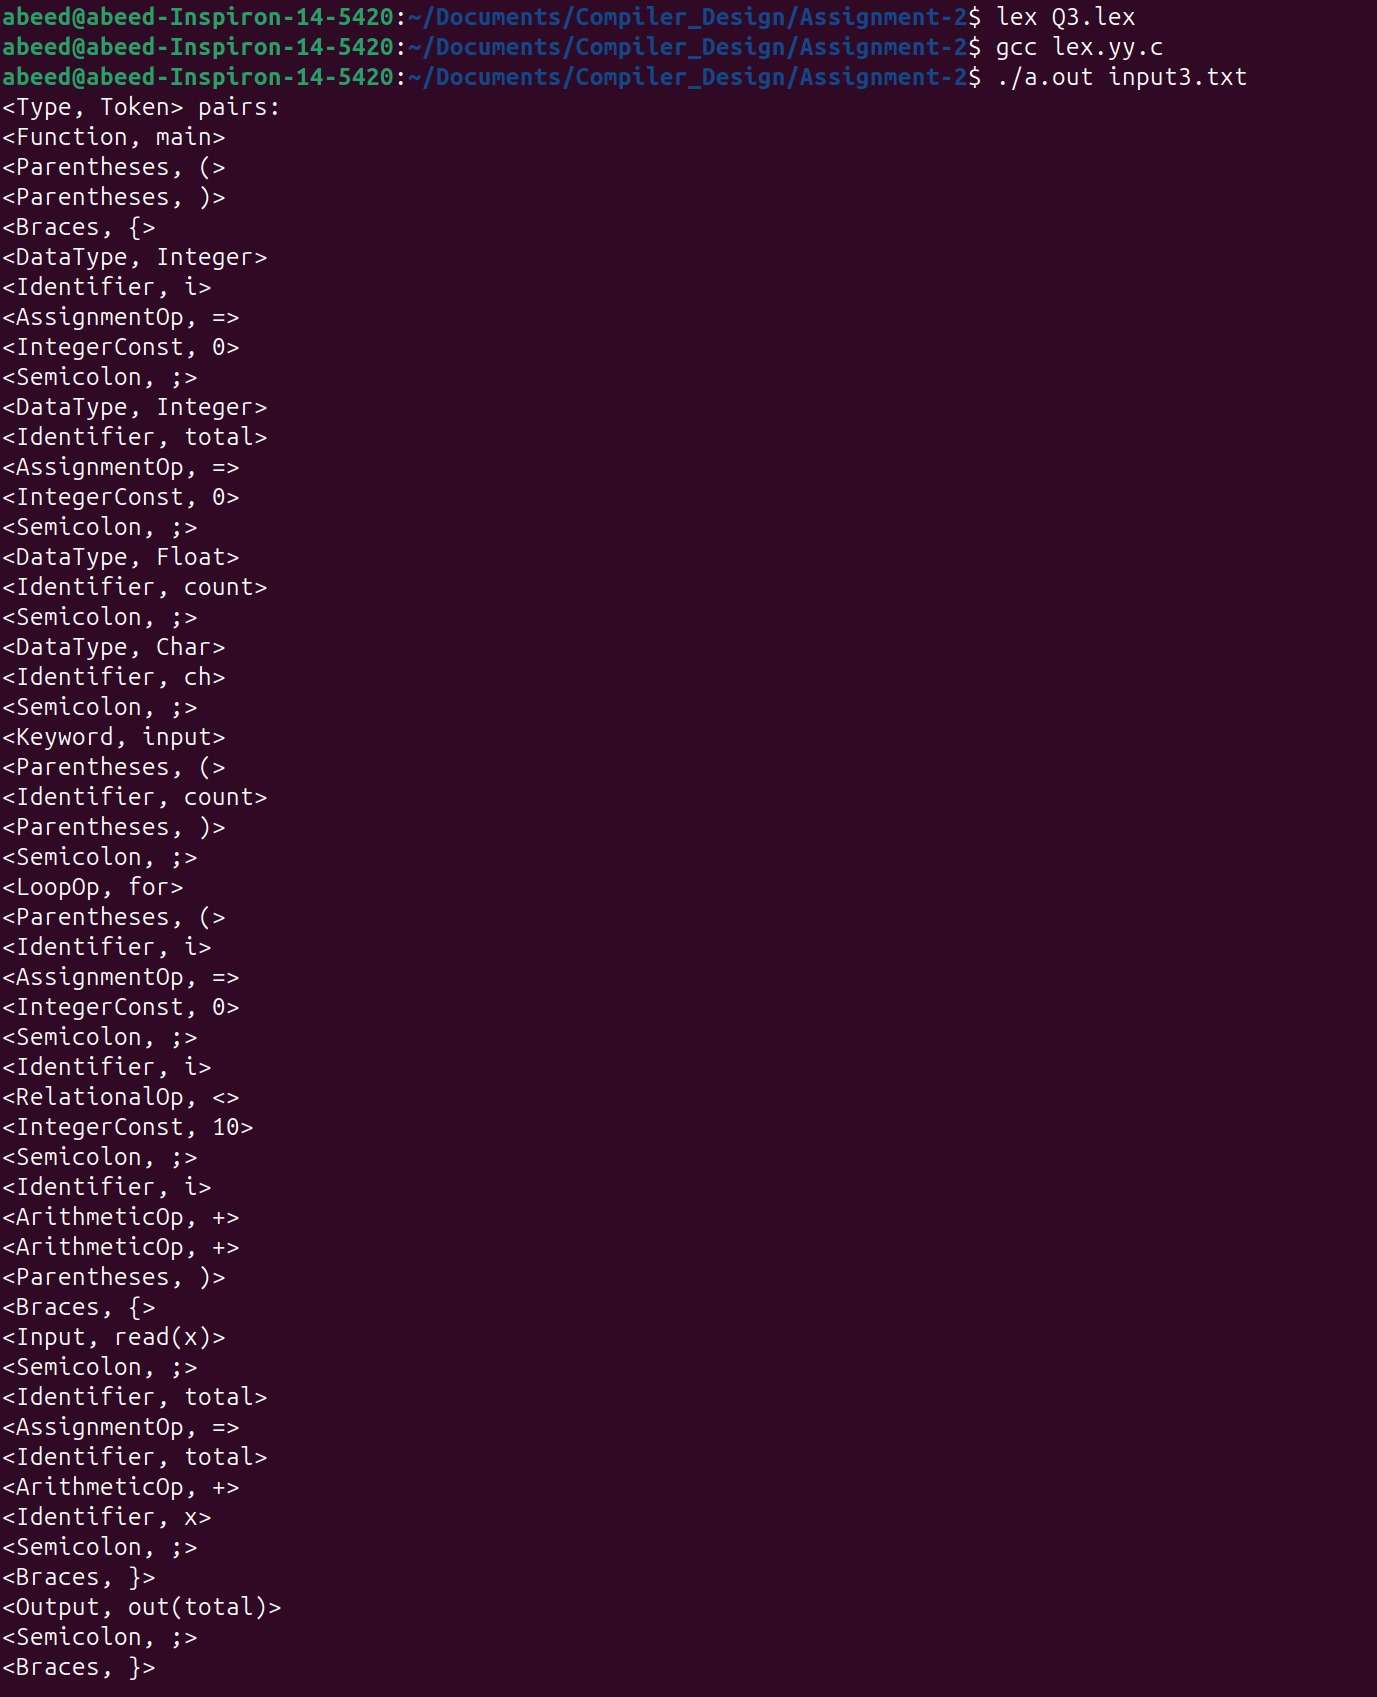 abeed@abeed-Inspiron-14-5420:~/Documents/Compiler_Design/Assignment-2$ lex Q3.lex
abeed@abeed-Inspiron-14-5420:~/Documents/Compiler_Design/Assignment-2$ gcc lex.yy.c
abeed@abeed-Inspiron-14-5420:~/Documents/Compiler_Design/Assignment-2$ ./a.out input3.txt
<Type, Token> pairs:
<Function, main>
<Parentheses, (>
<Parentheses, )>
<Braces, {>
<DataType, Integer>
<Identifier, i>
<AssignmentOp, =>
<IntegerConst, 0>
<Semicolon, ;>
<DataType, Integer>
<Identifier, total>
<AssignmentOp, =>
<IntegerConst, 0>
<Semicolon, ;>
<DataType, Float>
<Identifier, count>
<Semicolon, ;>
<DataType, Char>
<Identifier, ch>
<Semicolon, ;>
<Keyword, input>
<Parentheses, (>
<Identifier, count>
<Parentheses, )>
<Semicolon, ;>
<LoopOp, for>
<Parentheses, (>
<Identifier, i>
<AssignmentOp, =>
<IntegerConst, 0>
<Semicolon, ;>
<Identifier, i>
<RelationalOp, <>
<IntegerConst, 10>
<Semicolon, ;>
<Identifier, i>
<ArithmeticOp, +>
<ArithmeticOp, +>
<Parentheses, )>
<Braces, {>
<Input, read(x)>
<Semicolon, ;>
<Identifier, total>
<AssignmentOp, =>
<Identifier, total>
<ArithmeticOp, +>
<Identifier, x>
<Semicolon, ;>
<Braces, }>
<Output, out(total)>
<Semicolon, ;>
<Braces, }>